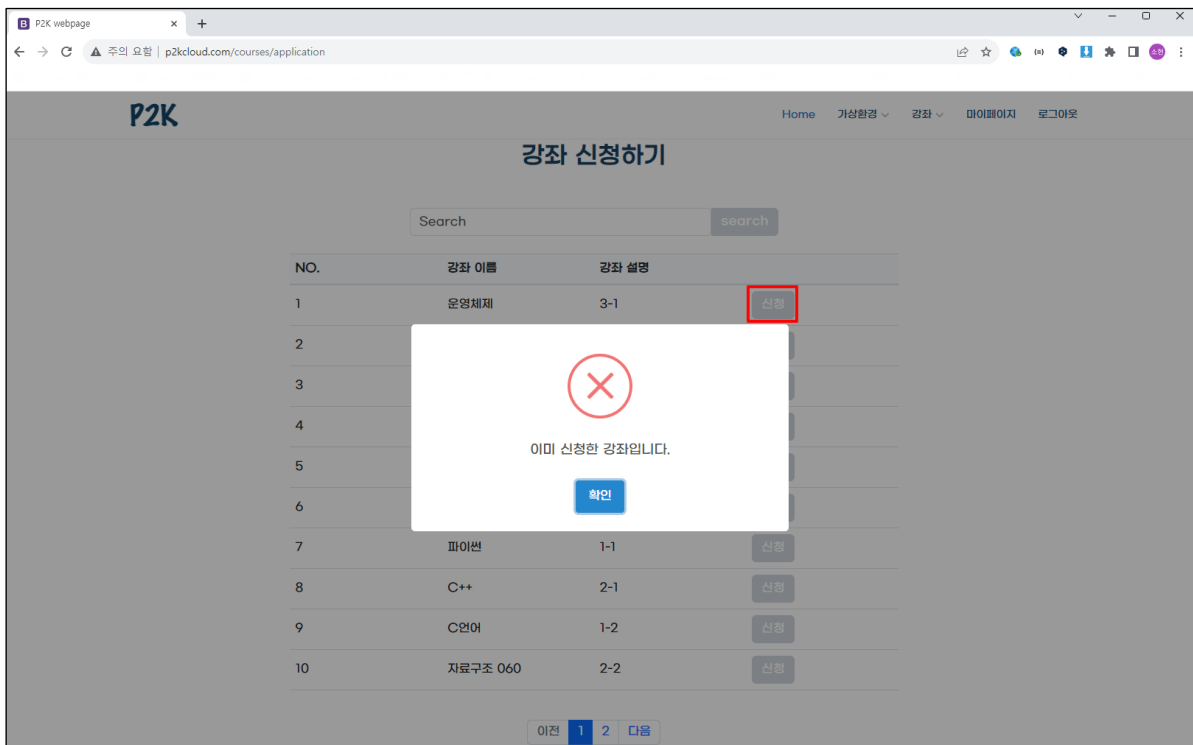 P2K webpage
주의 요함 | p2kcloud.com/courses/application
소현
P2K
Home 가상환경 강좌 마이페이지 로그아웃
강좌 신청하기
Search search
NO. 강좌 이름 강좌 설명
1 운영체제 3-1 신청
2
3
4
이미 신청한 강좌입니다.
5
확인
6
7 파이썬 1-1 신청
8 C++ 2-1 신청
9 C언어 1-2 신청
10 자료구조 060 2-2 신청
이전 1 2 다음